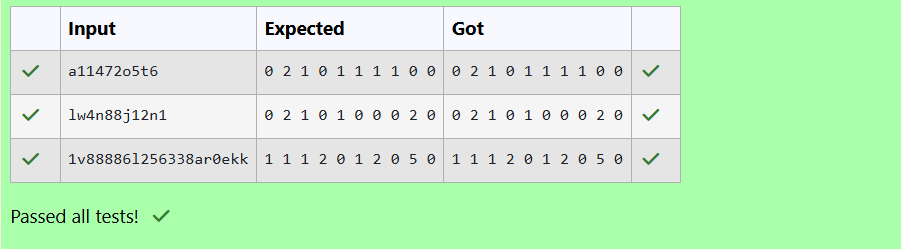 Input Expected Got
a11472o5t6 0 2 1 0 1 1 1 1 0 0 0 2 1 0 1 1 1 1 0 0
lw4n88j12n1 0 2 1 0 1 0 0 0 2 0 0 2 1 0 1 0 0 0 2 0
1v88886l256338ar0ekk 1 1 1 2 0 1 2 0 5 0 1 1 1 2 0 1 2 0 5 0
Passed all tests!